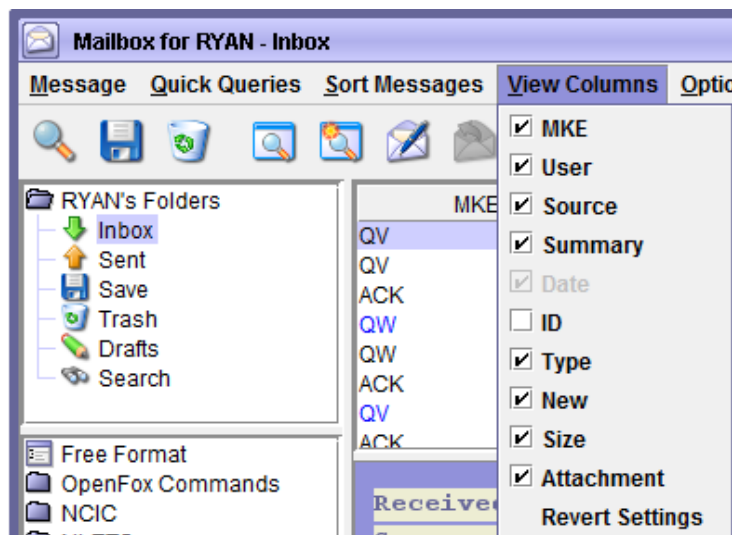 Mailbox for RYAN - Inbox
Message Quick Queries Sort Messages View Columns
RYAN's Folders
Inbox
Sent
Save
Trash
Drafts
Search
Free Format
OpenFox Commands
NCIC
MKE
QV
QV
ACK
QW
QW
ACK
QV
ACK
MKE
User
Source
Summary
Date
ID
Type
New
Size
Attachment
Revert Settings